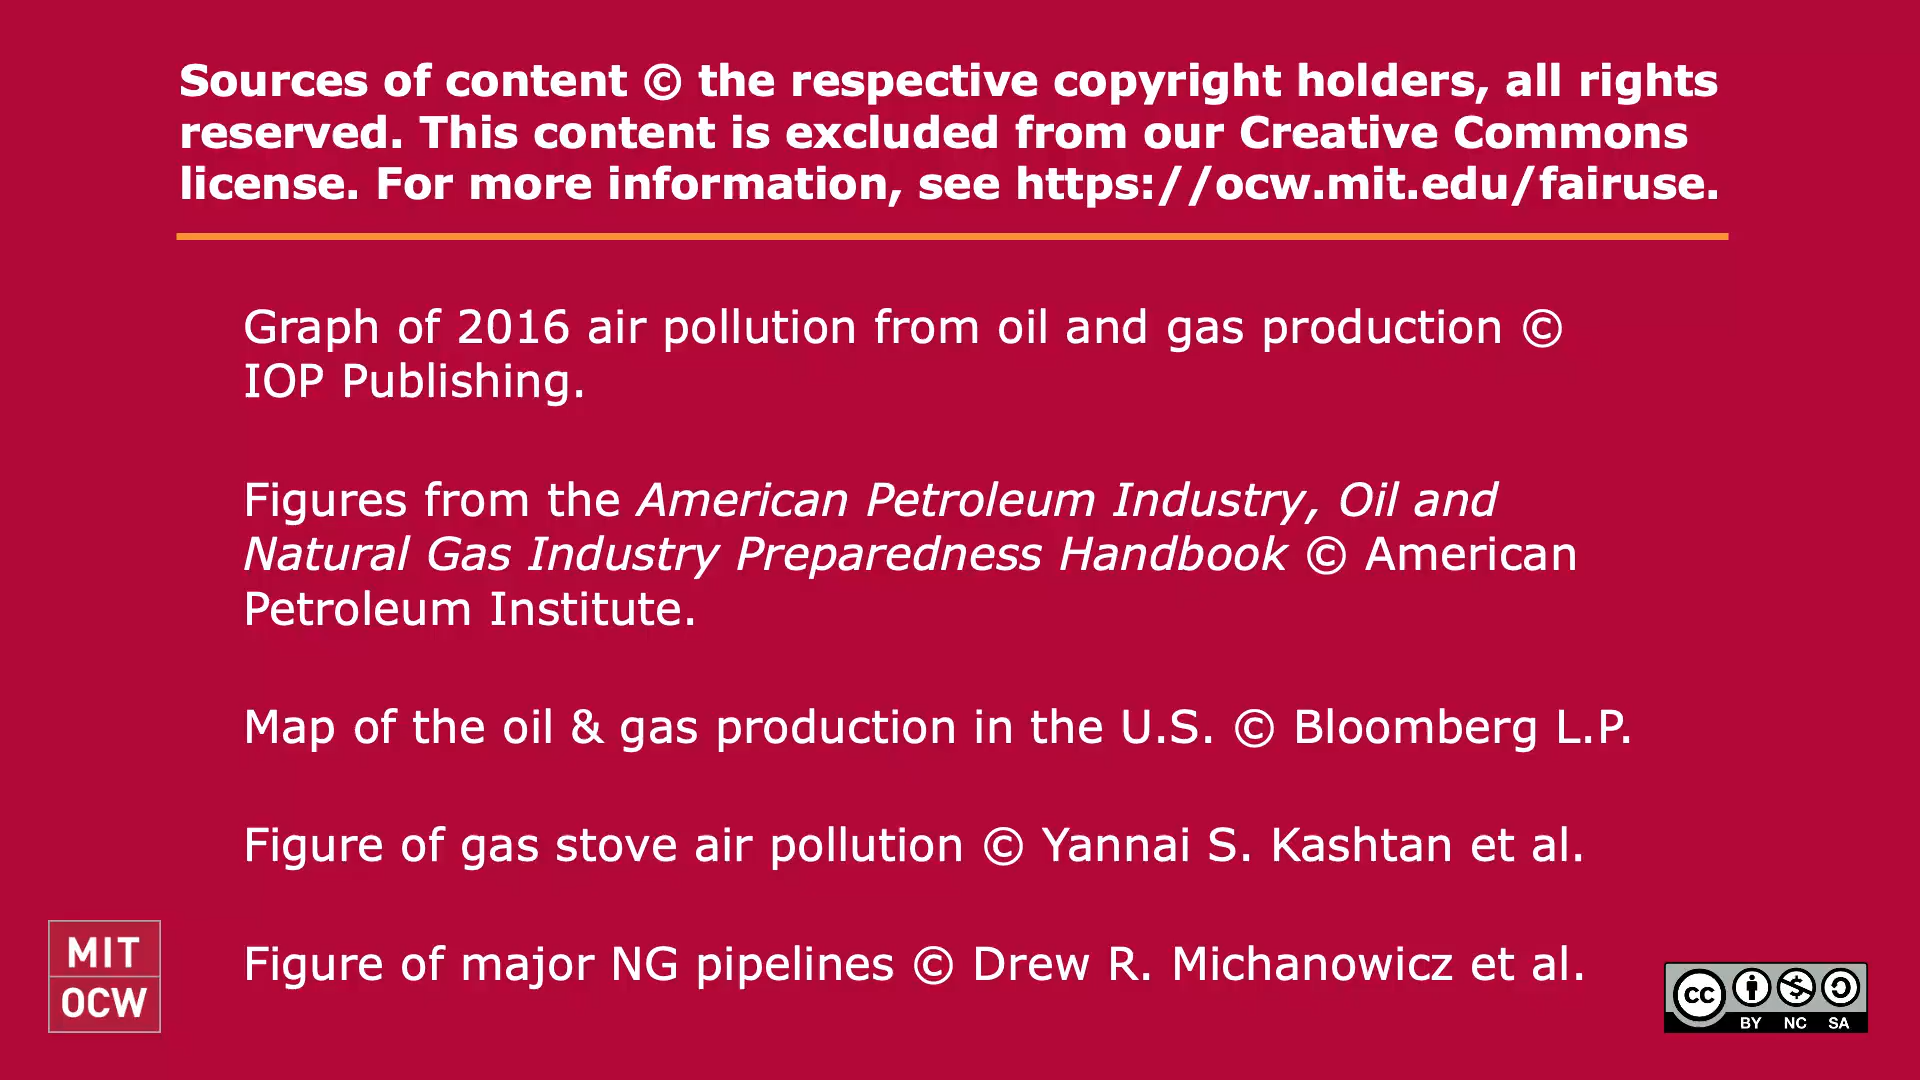 Sources of content © the respective copyright holders, all rights
reserved. This content is excluded from our Creative Commons
license. For more information, see https://ocw.mit.edu/fairuse.
Graph of 2016 air pollution from oil and gas production ©
IOP Publishing.
Figures from the American Petroleum Industry, Oil and
Natural Gas Industry Preparedness Handbook © American
Petroleum Institute.
Map of the oil & gas production in the U.S. © Bloomberg L.P.
Figure of gas stove air pollution © Yannai S. Kashtan et al.
Figure of major NG pipelines © Drew R. Michanowicz et al.
MIT
OCW
cc
BY NC SA